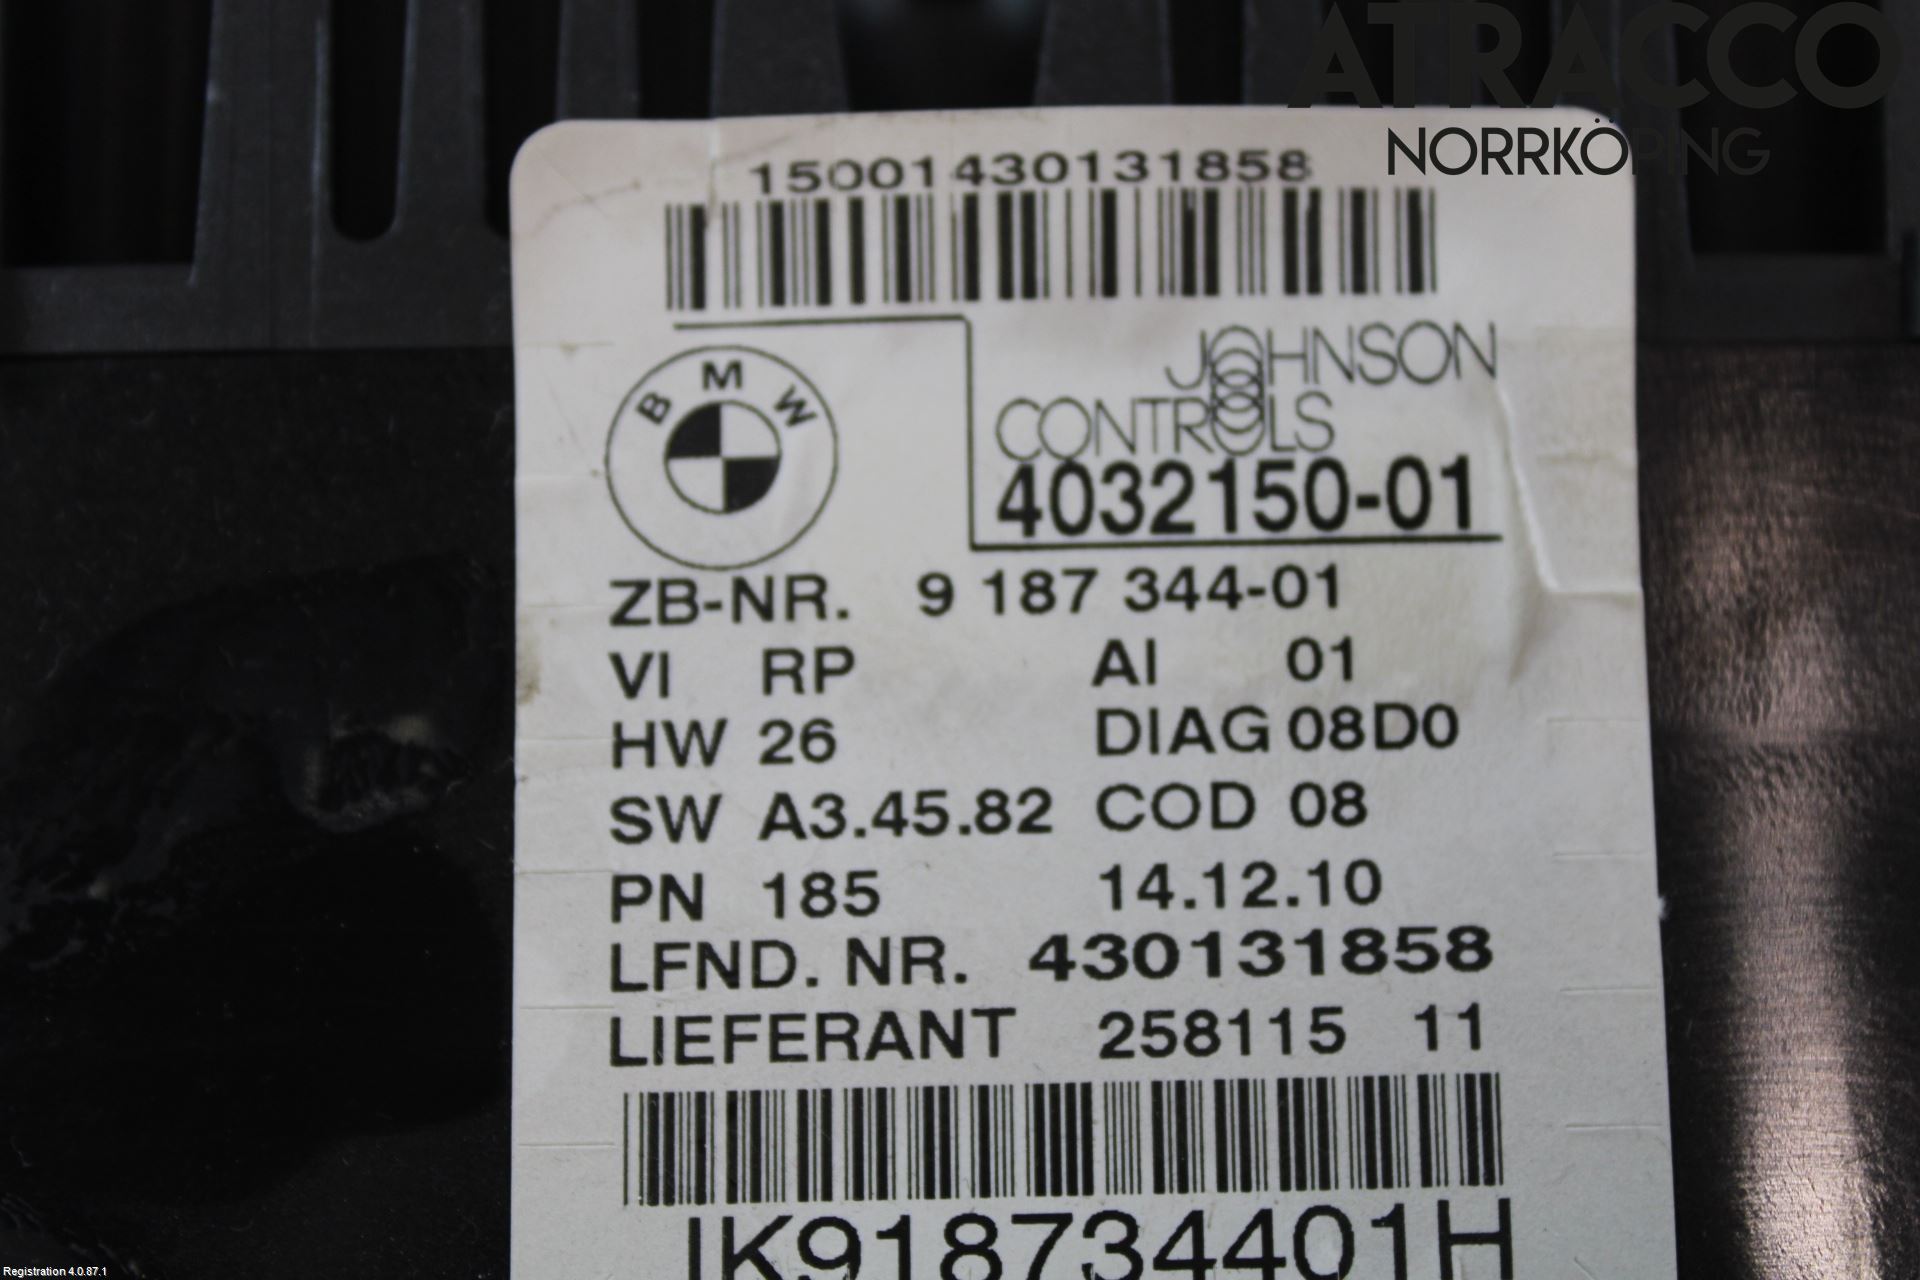 ATRACCO
NORRKÖPING
15001430131858
BMW
JOHNSON
CONTROLS
4032150-01
ZB-NR. 9 187 344-01
VI RP AI 01
HW 26 DIAG 08D0
SW A3.45.82 COD 08
PN 185 14.12.10
LFND. NR. 430131858
LIEFERANT 258115 11
IK918734401H
Registration 4.0.87.1